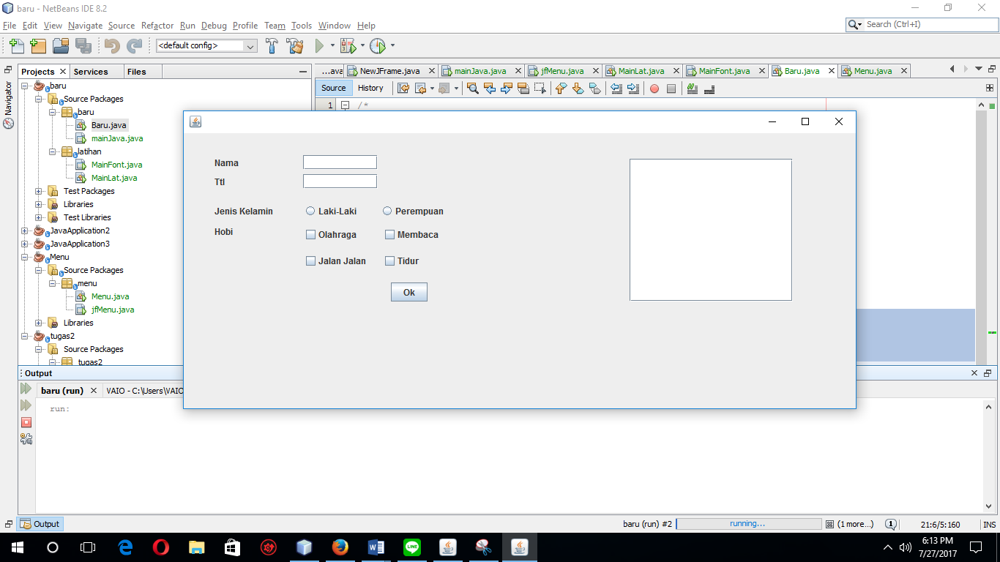 baru - NetBeans IDE 8.2
File Edit View Navigate Source Refactor Run Debug Profile Team Tools Window Help
Search (Ctrl+I)
<default config>
Projects Services Files
...ava NewJFrame.java mainJava.java jfMenu.java MainLat.java MainFont.java Baru.java Menu.java
Navigator
Source History
1 /*
baru
Source Packages
baru
Baru.java
mainJava.java
latihan
MainFont.java
MainLat.java
Test Packages
Libraries
Test Libraries
JavaApplication2
JavaApplication3
Menu
Source Packages
menu
Menu.java
jfMenu.java
Libraries
tugas2
Source Packages
tugas2
Nama
Ttl
Jenis Kelamin Laki-Laki Perempuan
Hobi Olahraga Membaca
Jalan Jalan Tidur
Ok
Output
baru (run) VAIO - C:\Users\VAIO
run:
Output
baru (run) #2 running... (1 more...) 1 21:6/5:160 INS
6:13 PM
7/27/2017